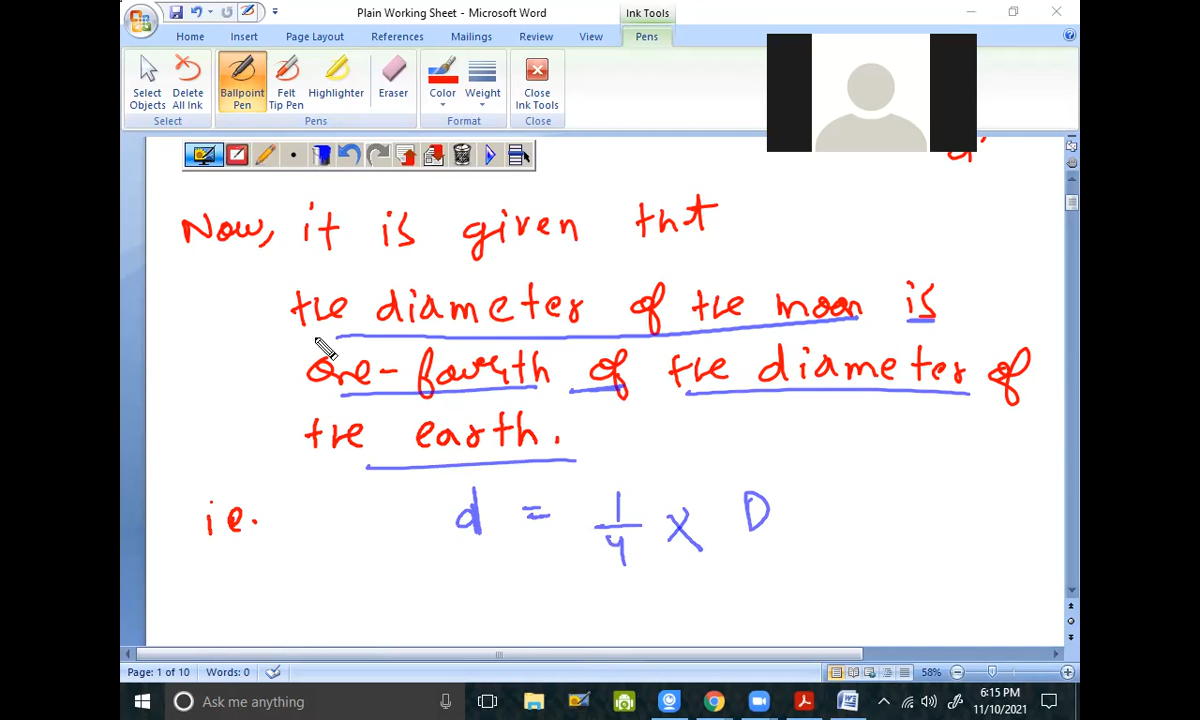 Plain Working Sheet - Microsoft Word
Ink Tools
Home Insert Page Layout References Mailings Review View Pens
Select Objects
Delete All Ink
Ballpoint Pen
Felt Tip Pen
Highlighter
Eraser
Color
Weight
Close Ink Tools
Select Pens Format Close
Now, it is given tht
the diameter of the moon is
one-fourth of the diameter of
the earth.
ie. d = 1/4 X D
Page: 1 of 10 Words: 0 58%
Ask me anything 6:15 PM
11/10/2021